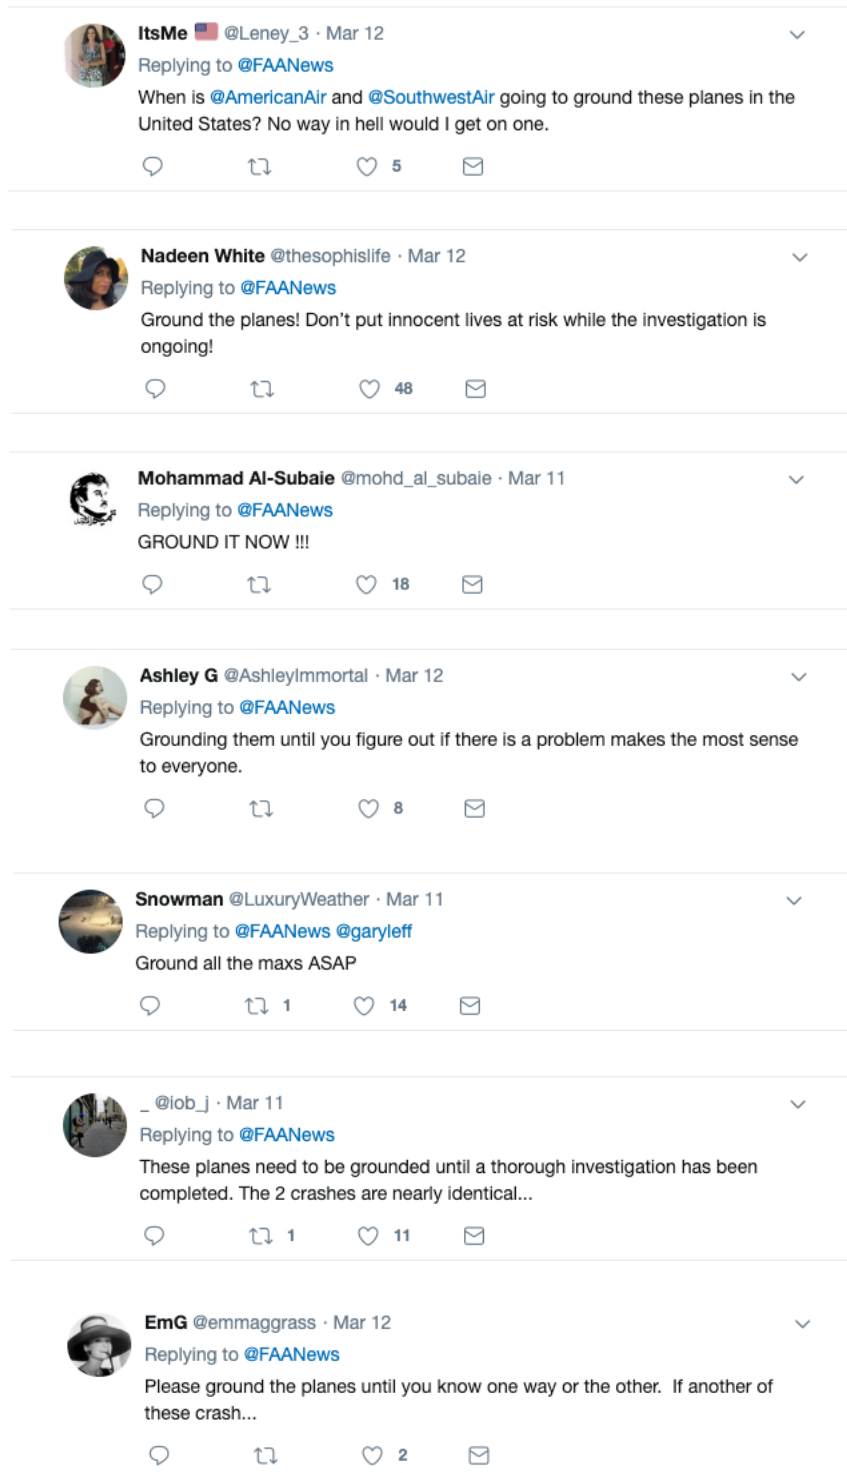 ItsMe @Leney_3 · Mar 12
Replying to @FAANews
When is @AmericanAir and @SouthwestAir going to ground these planes in the
United States? No way in hell would I get on one.
5
Nadeen White @thesophislife · Mar 12
Replying to @FAANews
Ground the planes! Don’t put innocent lives at risk while the investigation is
ongoing!
48
Mohammad Al-Subaie @mohd_al_subaie · Mar 11
Replying to @FAANews
GROUND IT NOW !!!
18
Ashley G @AshleyImmortal · Mar 12
Replying to @FAANews
Grounding them until you figure out if there is a problem makes the most sense
to everyone.
8
Snowman @LuxuryWeather · Mar 11
Replying to @FAANews @garyleff
Ground all the maxs ASAP
1 14
_ @iob_j · Mar 11
Replying to @FAANews
These planes need to be grounded until a thorough investigation has been
completed. The 2 crashes are nearly identical...
1 11
EmG @emmaggrass · Mar 12
Replying to @FAANews
Please ground the planes until you know one way or the other.  If another of
these crash...
2